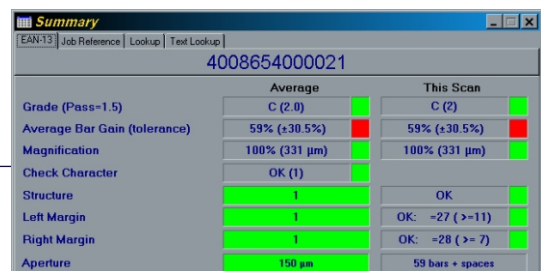 Summary
EAN-13 Job Reference Lookup Text Lookup
4008654000021
Average This Scan
Grade (Pass=1.5) C (2.0) C (2)
Average Bar Gain (tolerance) 59% (±30.5%) 59% (±30.5%)
Magnification 100% (331 µm) 100% (331 µm)
Check Character OK (1)
Structure 1 OK
Left Margin 1 OK: =27 ( >=11)
Right Margin 1 OK: =28 ( >= 7)
Aperture 150 µm 59 bars + spaces